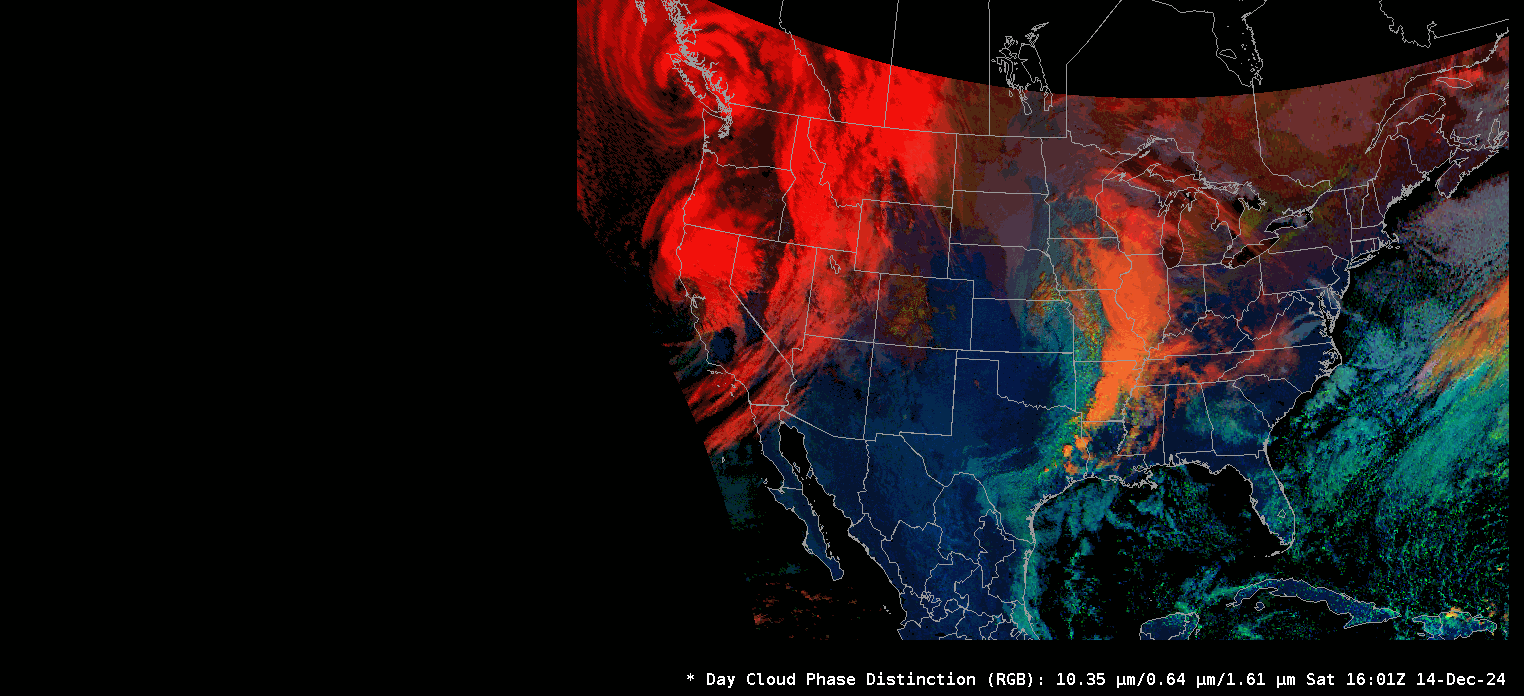 * Day Cloud Phase Distinction (RGB): 10.35 µm/0.64 µm/1.61 µm Sat 16:01Z 14-Dec-24